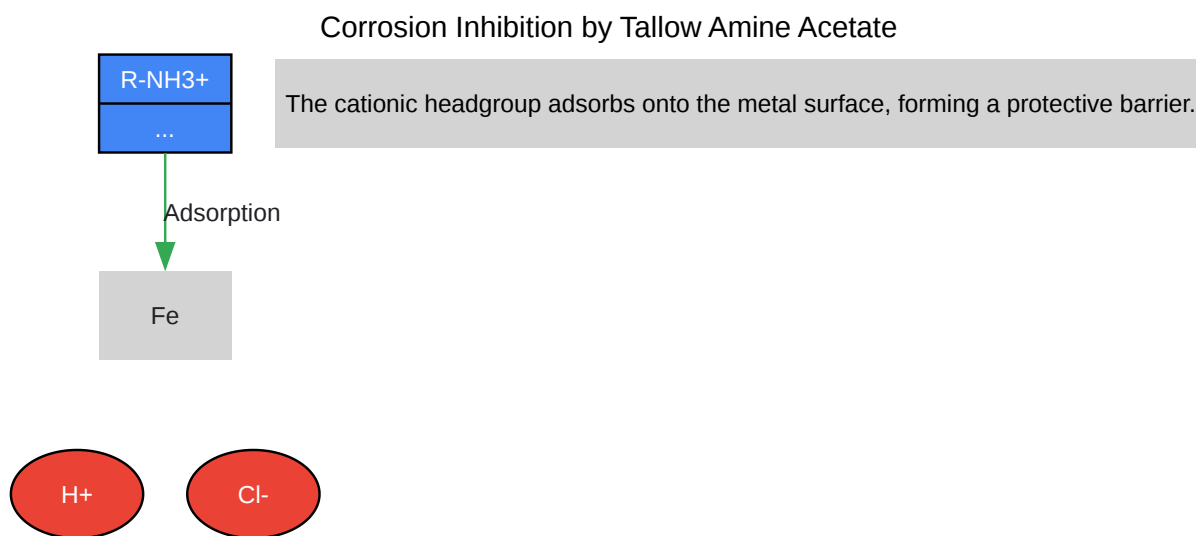 Corrosion Inhibition by Tallow Amine Acetate
R-NH3+
...
The cationic headgroup adsorbs onto the metal surface, forming a protective barrier.
Adsorption
Fe
H+
Cl-